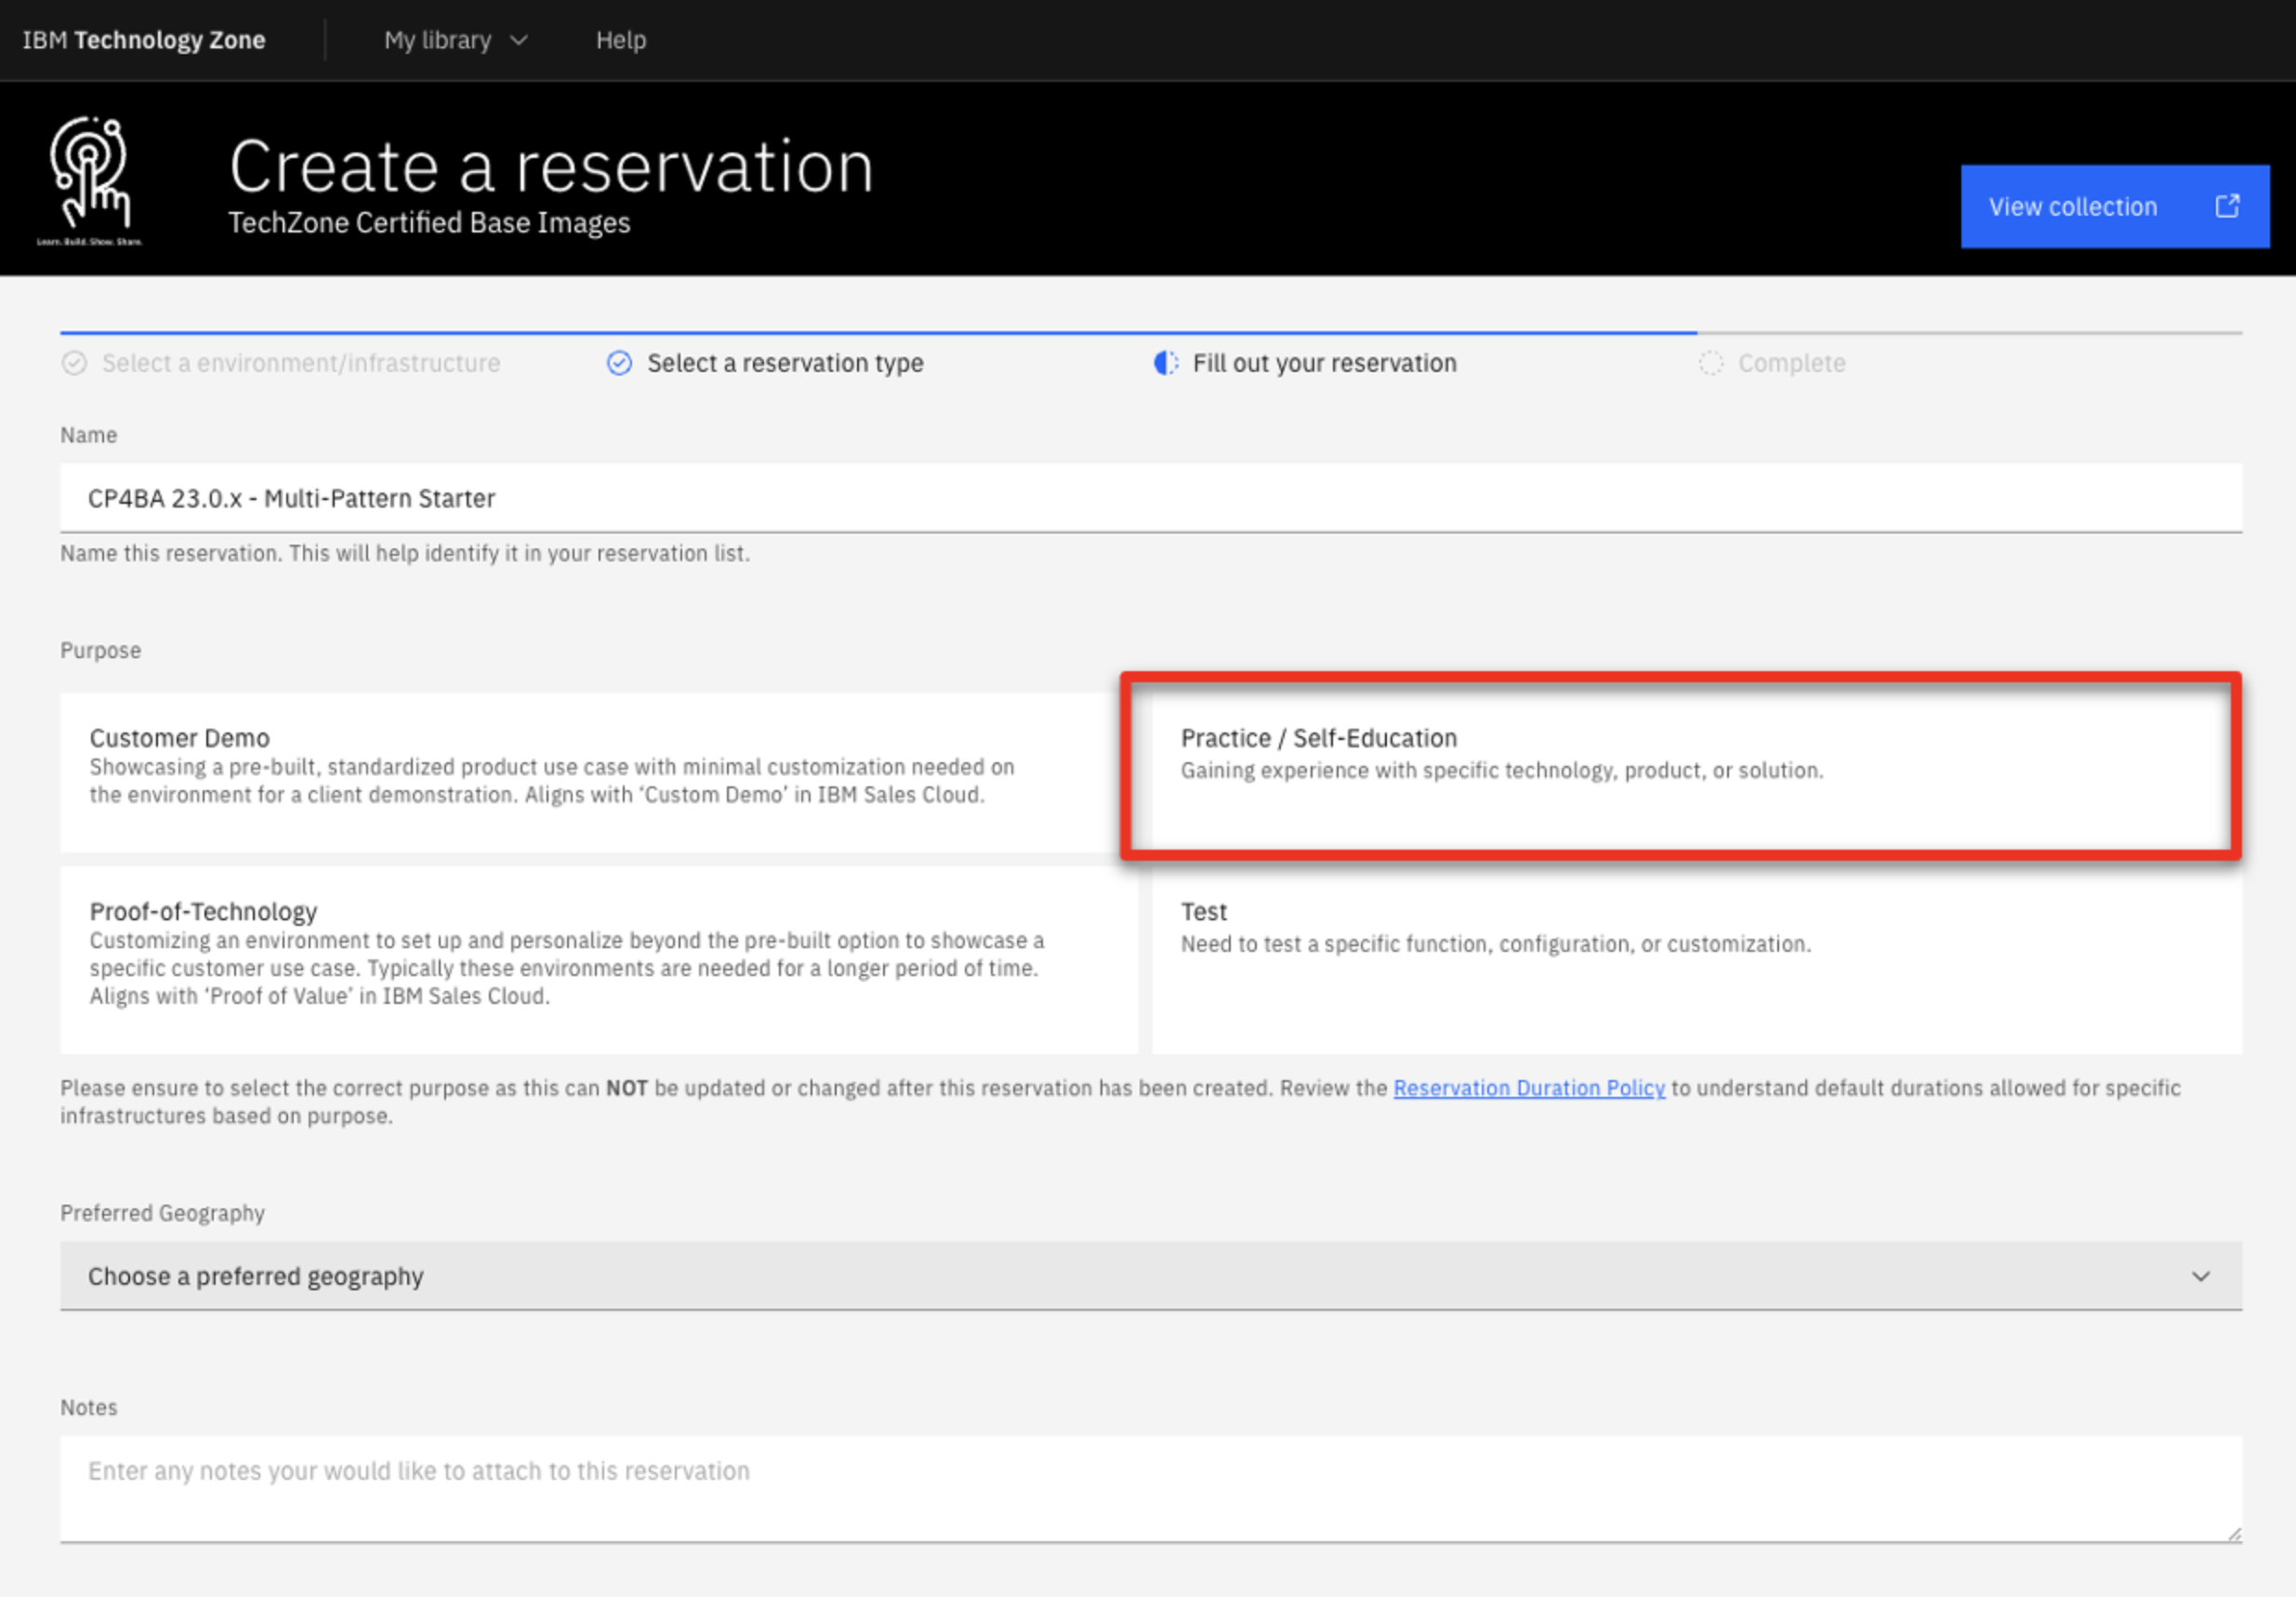 IBM Technology Zone
My library
Help
Create a reservation
TechZone Certified Base Images
Learn. Build. Show. Share.
View collection
Select a environment/infrastructure
Select a reservation type
Fill out your reservation
Complete
Name
CP4BA 23.0.x - Multi-Pattern Starter
Name this reservation. This will help identify it in your reservation list.
Purpose
Customer Demo
Showcasing a pre-built, standardized product use case with minimal customization needed on
the environment for a client demonstration. Aligns with ‘Custom Demo’ in IBM Sales Cloud.
Practice / Self-Education
Gaining experience with specific technology, product, or solution.
Proof-of-Technology
Customizing an environment to set up and personalize beyond the pre-built option to showcase a
specific customer use case. Typically these environments are needed for a longer period of time.
Aligns with ‘Proof of Value’ in IBM Sales Cloud.
Test
Need to test a specific function, configuration, or customization.
Please ensure to select the correct purpose as this can NOT be updated or changed after this reservation has been created. Review the Reservation Duration Policy to understand default durations allowed for specific
infrastructures based on purpose.
Preferred Geography
Choose a preferred geography
Notes
Enter any notes your would like to attach to this reservation